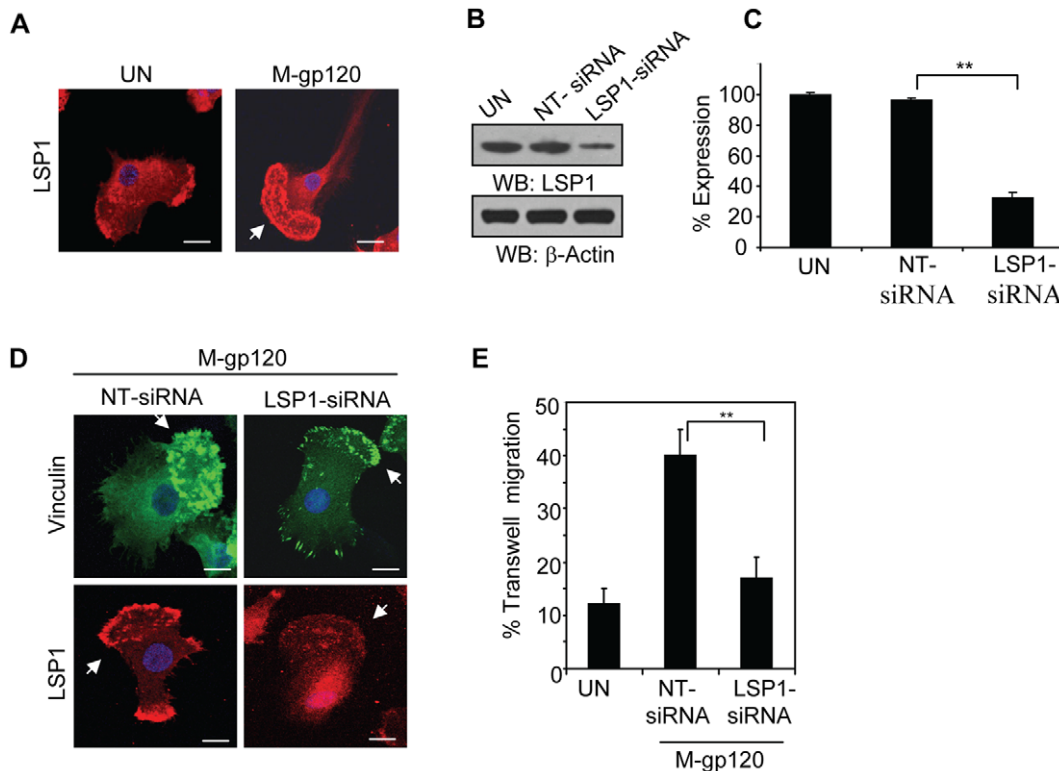 A
UN
M-gp120
LSP1
B
UN
NT- siRNA
LSP1-siRNA
WB: LSP1
WB: β-Actin
C
**
% Expression
100
80
60
40
20
0
UN
NT-
siRNA
LSP1-
siRNA
D
M-gp120
NT-siRNA
LSP1-siRNA
Vinculin
LSP1
E
**
% Transwell migration
50
40
30
20
10
0
UN
NT-
siRNA
LSP1-
siRNA
M-gp120